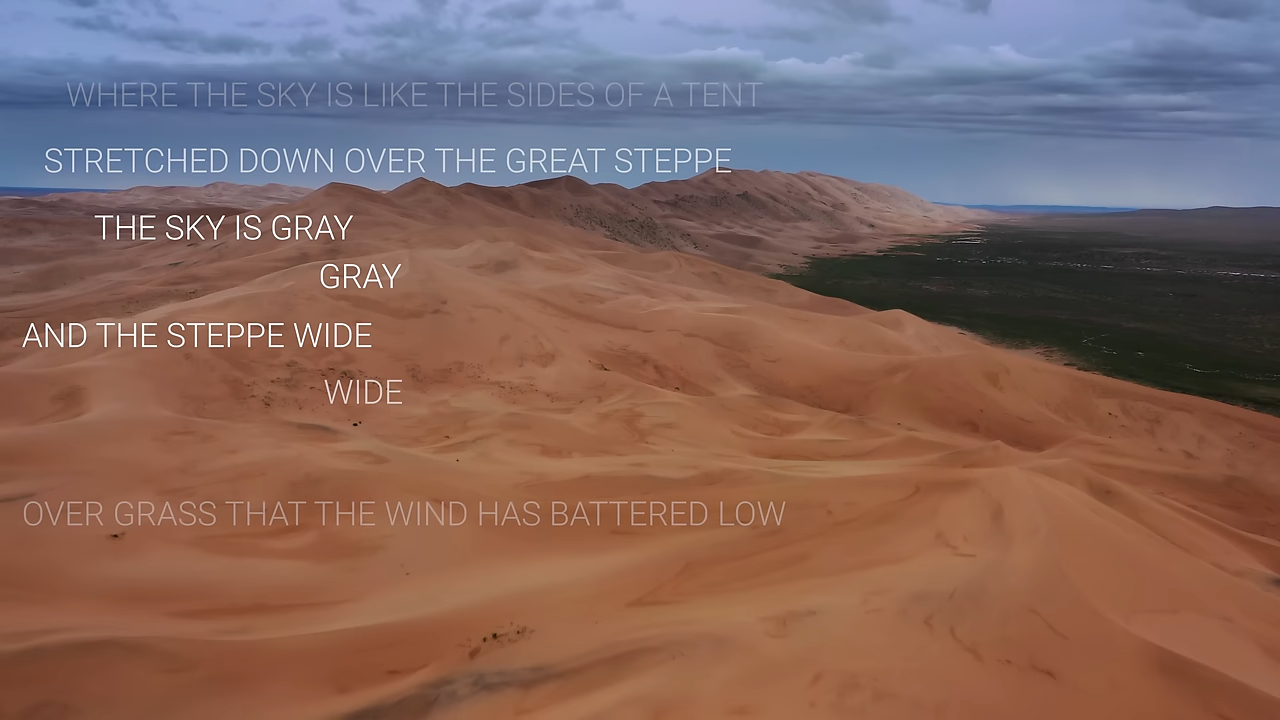 WHERE THE SKY IS LIKE THE SIDES OF A TENT
STRETCHED DOWN OVER THE GREAT STEPPE
THE SKY IS GRAY
GRAY
AND THE STEPPE WIDE
WIDE
OVER GRASS THAT THE WIND HAS BATTERED LOW